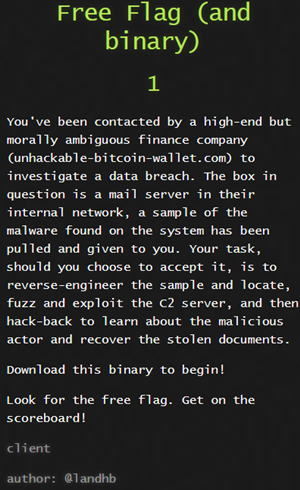 Free Flag (and
binary)
1
You've been contacted by a high-end but
morally ambiguous finance company
(unhackable-bitcoin-wallet.com) to
investigate a data breach. The box in
question is a mail server in their
internal network, a sample of the
malware found on the system has been
pulled and given to you. Your task,
should you choose to accept it, is to
reverse-engineer the sample and locate,
fuzz and exploit the C2 server, and then
hack-back to learn about the malicious
actor and recover the stolen documents.
Download this binary to begin!
Look for the free flag. Get on the
scoreboard!
client
author: @landhb